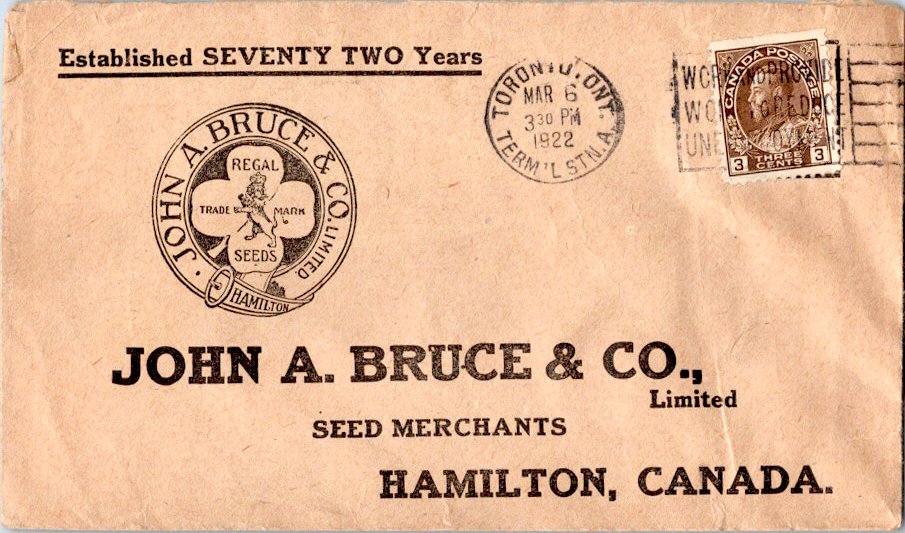 Established SEVENTY TWO Years
TORONTO, ONT.
MAR 6
3 30 PM
1922
TERM'L STN.A.
CANADA POSTAGE
3 THREE CENTS 3
JOHN A. BRUCE & CO. LIMITED.
REGAL
TRADE MARK
SEEDS
HAMILTON
JOHN A. BRUCE & CO.,
Limited
SEED MERCHANTS
HAMILTON, CANADA.